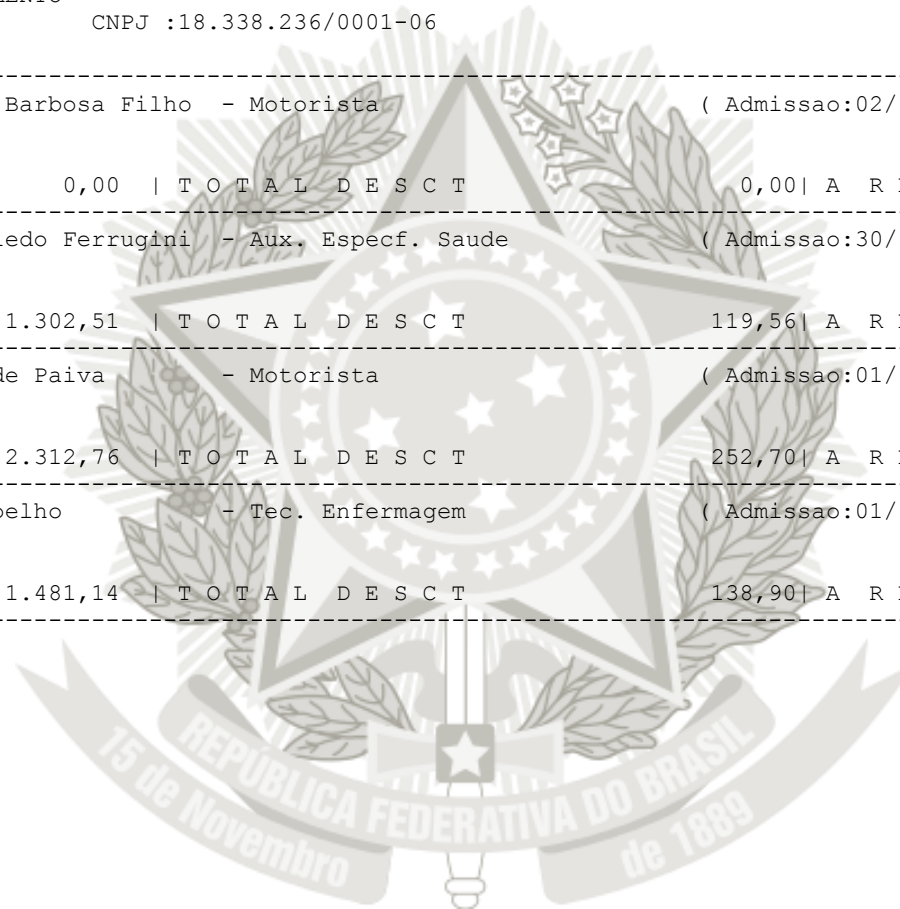 CNPJ :18.338.236/0001-06
--------------------------------------------------------------
Barbosa Filho - Motorista ( Admissao:02/
0,00 | T O T A L D E S C T 0,00| A R
--------------------------------------------------------------
edo Ferrugini - Aux. Especf. Saude ( Admissao:30/
1.302,51 | T O T A L D E S C T 119,56| A R
--------------------------------------------------------------
de Paiva - Motorista ( Admissao:01/
2.312,76 | T O T A L D E S C T 252,70| A R
--------------------------------------------------------------
oelho - Tec. Enfermagem ( Admissao:01/
1.481,14 | T O T A L D E S C T 138,90| A R
--------------------------------------------------------------
REPÚBLICA FEDERATIVA DO BRASIL
15 de Novembro de 1889